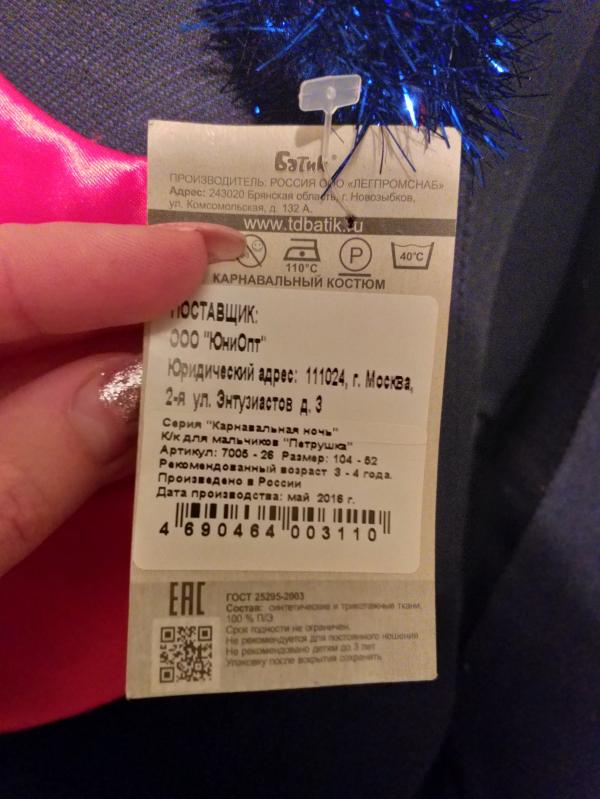 Батик®
ПРОИЗВОДИТЕЛЬ: РОССИЯ ООО «ЛЕГПРОМСНАБ»
Адрес: 243020 Брянская область, г. Новозыбков,
ул. Комсомольская, д. 132 А.
www.tdbatik.ru
110°C
P
40°C
КАРНАВАЛЬНЫЙ КОСТЮМ
ПОСТАВЩИК:
ООО "ЮниОпт"
Юридический адрес: 111024, г. Москва,
2-я ул. Энтузиастов д. 3
Серия "Карнавальная ночь"
К/к для мальчиков "Петрушка"
Артикул: 7005 - 26 Размер: 104 - 52
Рекомендованный возраст 3 - 4 года.
Произведено в России
Дата производства: май 2016 г.
4 690464 003110
ЕАС
ГОСТ 25295-2003
Состав: синтетические и трикотажные ткани,
100 % П/Э
Срок годности не ограничен.
Не рекомендуется для постоянного ношения
Не рекомендовано детям до 3 лет
Упаковку после вскрытия сохранить